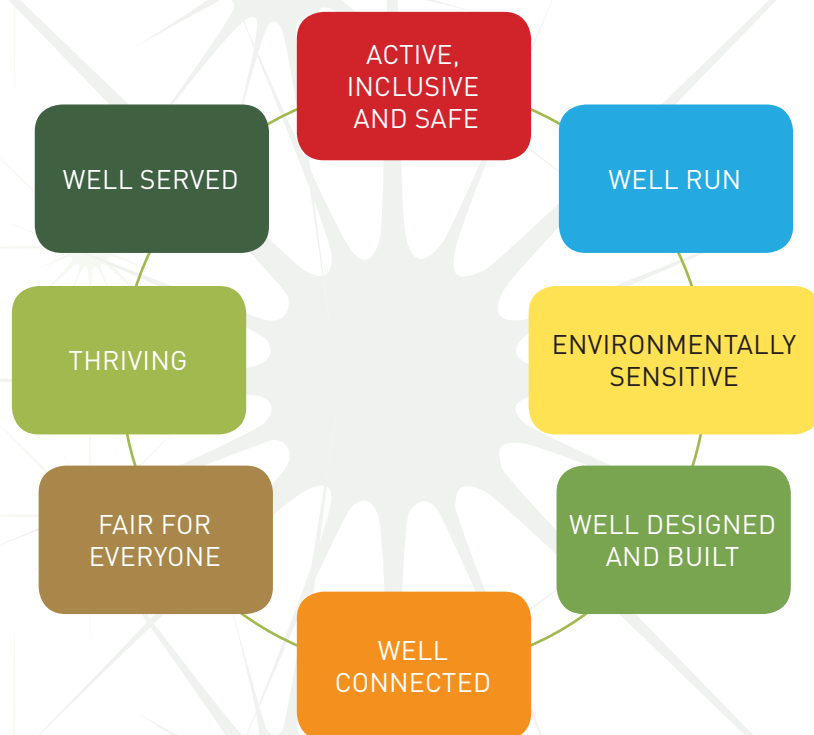 ACTIVE,
INCLUSIVE
AND SAFE
WELL SERVED
WELL RUN
THRIVING
ENVIRONMENTALLY
SENSITIVE
FAIR FOR
EVERYONE
WELL DESIGNED
AND BUILT
WELL
CONNECTED